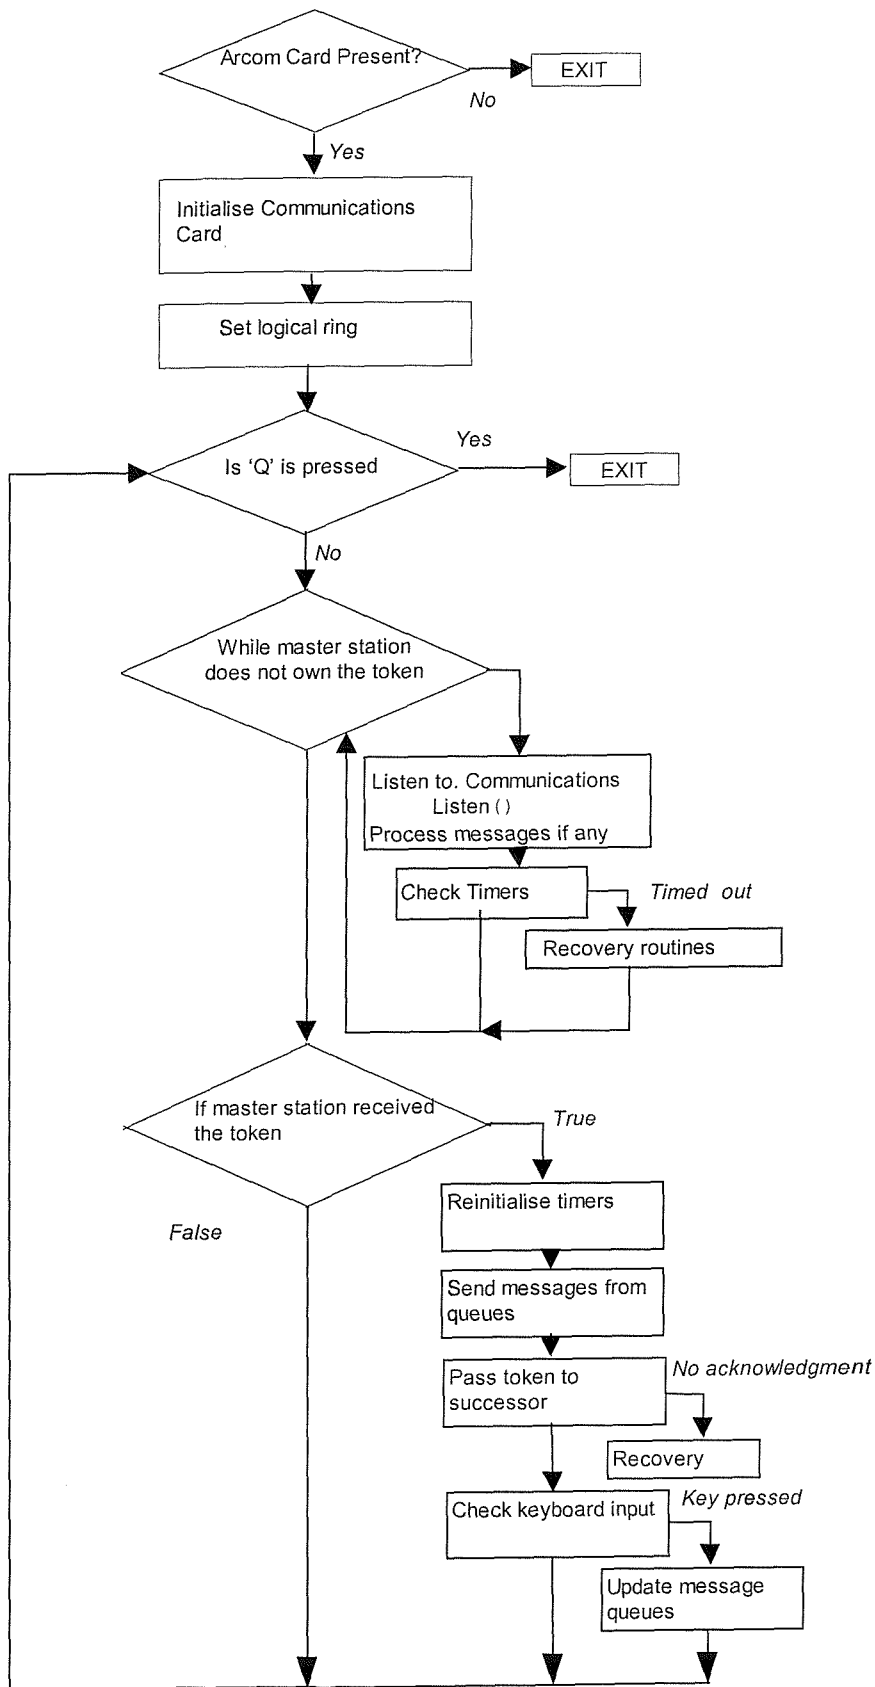 Arcom Card Present?
EXIT
No
Yes
Initialise Communications
Card
Set logical ring
Yes
Is 'Q' is pressed
EXIT
No
While master station
does not own the token
Listen to. Communications
Listen ( )
Process messages if any
Check Timers
Timed out
Recovery routines
If master station received
the token
True
Reinitialise timers
False
Send messages from
queues
Pass token to
successor
No acknowledgment
Recovery
Check keyboard input
Key pressed
Update message
queues